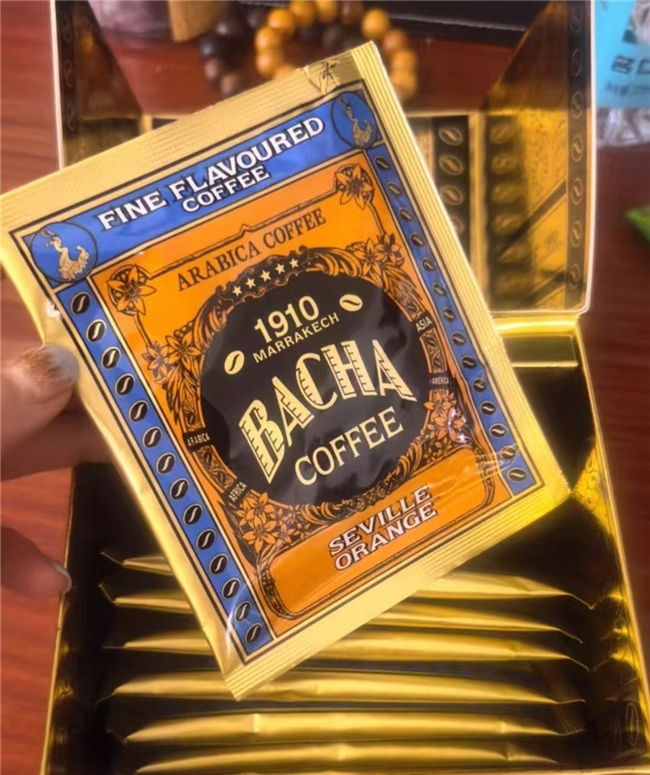 FINE FLAVOURED
COFFEE
ARABICA COFFEE
1910
MARRAKECH
BACHA
COFFEE
ASIA
AMERICA
ARABICA
AFRICA
SEVILLE
ORANGE